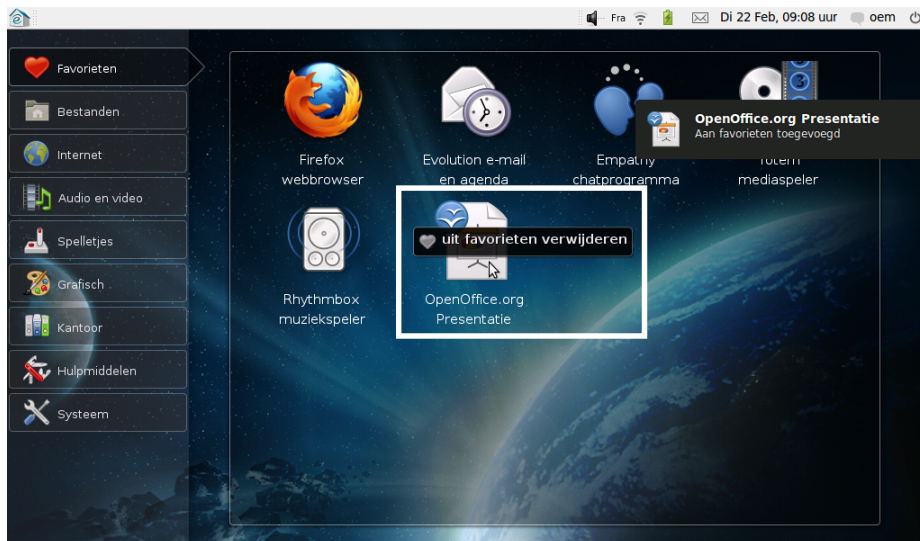 Fra
Di 22 Feb, 09:08 uur
oem
Favorieten
Bestanden
Internet
Audio en video
Spelletjes
Grafisch
Kantoor
Hulpmiddelen
Systeem
Firefox
webbrowser
Evolution e-mail
en agenda
Empathy
chatprogramma
Totem
mediaspeler
OpenOffice.org Presentatie
Aan favorieten toegevoegd
Rhythmbox
muziekspeler
uit favorieten verwijderen
OpenOffice.org
Presentatie